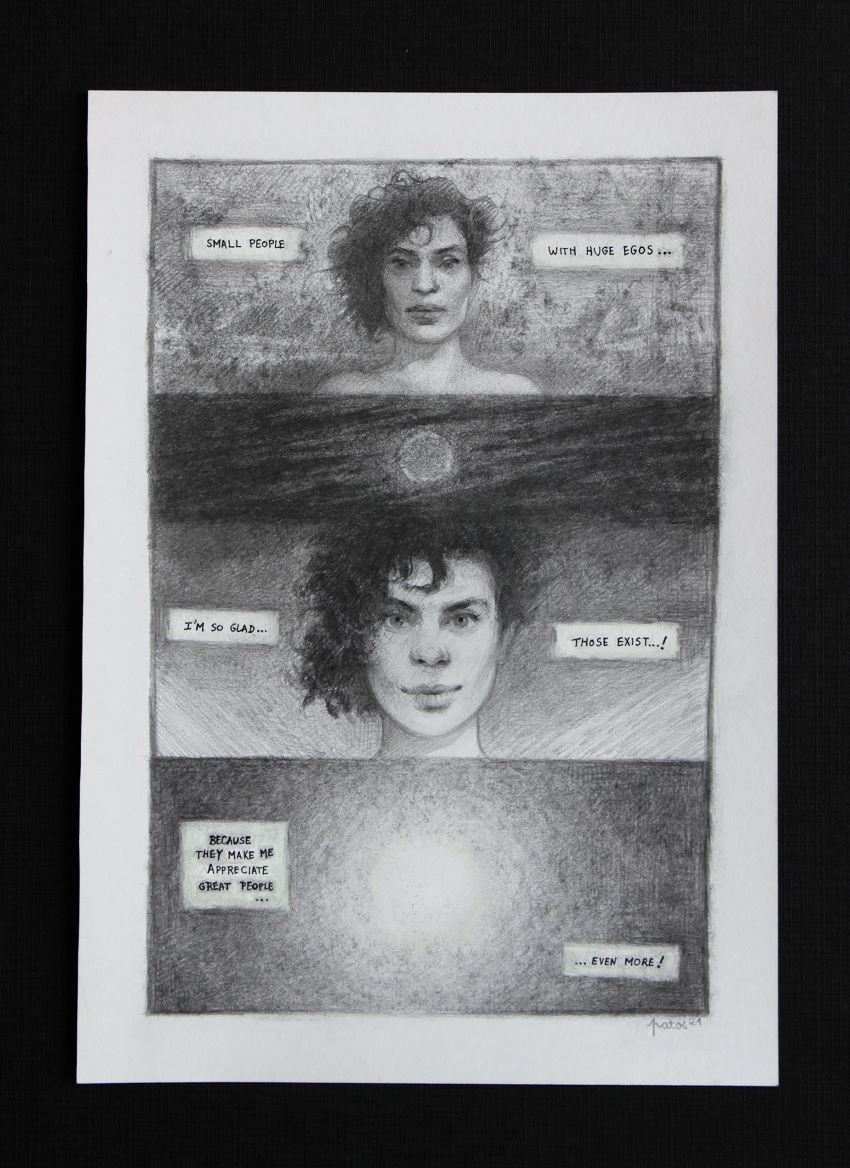 SMALL PEOPLE
WITH HUGE EGOS...
I'M SO GLAD...
THOSE EXIST...!
BECAUSE
THEY MAKE ME
APPRECIATE
GREAT PEOPLE
...
...EVEN MORE!